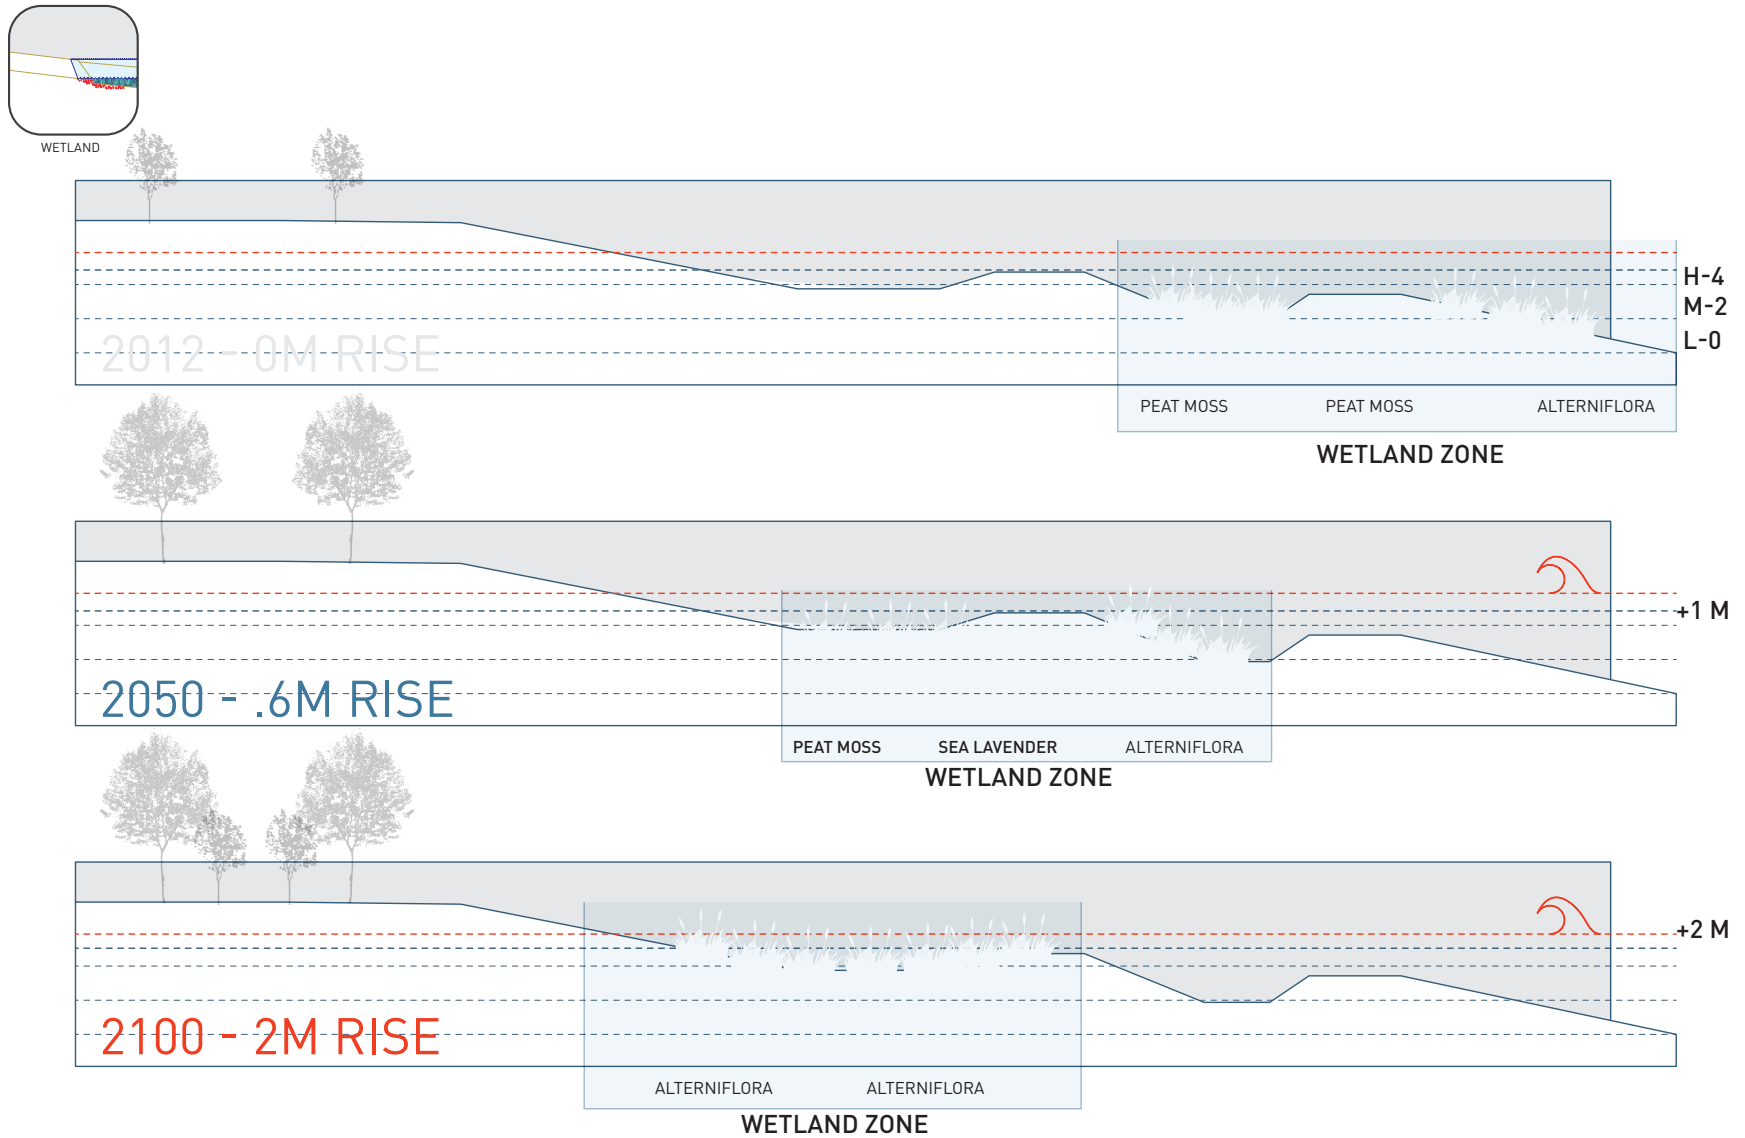 WETLAND
H-4
M-2
L-0
2012 - 0M RISE
PEAT MOSS PEAT MOSS ALTERNIFLORA
WETLAND ZONE
+1 M
2050 - .6M RISE
PEAT MOSS SEA LAVENDER ALTERNIFLORA
WETLAND ZONE
+2 M
2100 - 2M RISE
ALTERNIFLORA ALTERNIFLORA
WETLAND ZONE